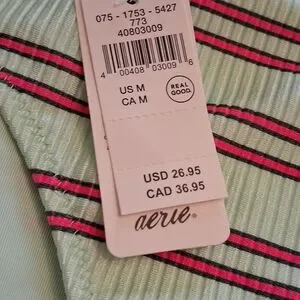 075 - 1753 - 5427
773
40803009
4 00408 03009 6
US M
CA M
REAL
GOOD.
USD 26.95
CAD 36.95
aerie®